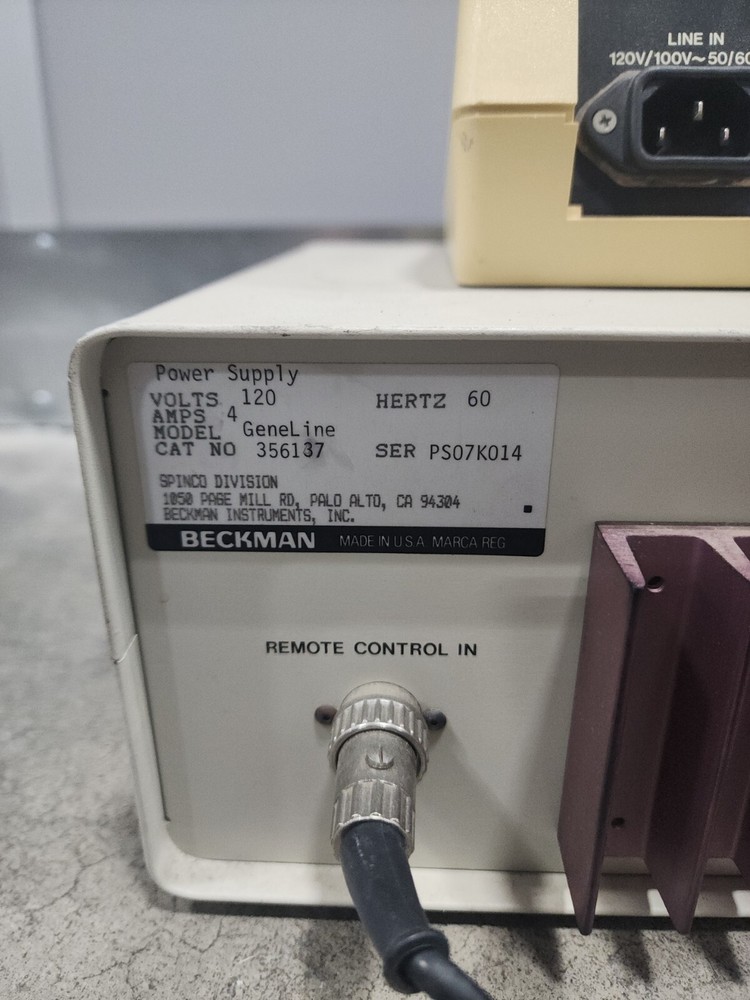 LINE IN
120V/100V~50/60
Power Supply
VOLTS 120 HERTZ 60
AMPS 4
MODEL GeneLine
CAT NO 356137 SER PS07K014
SPINCO DIVISION
1050 PAGE MILL RD, PALO ALTO, CA 94304
BECKMAN INSTRUMENTS, INC.
BECKMAN MADE IN U.S.A. MARCA REG
REMOTE CONTROL IN